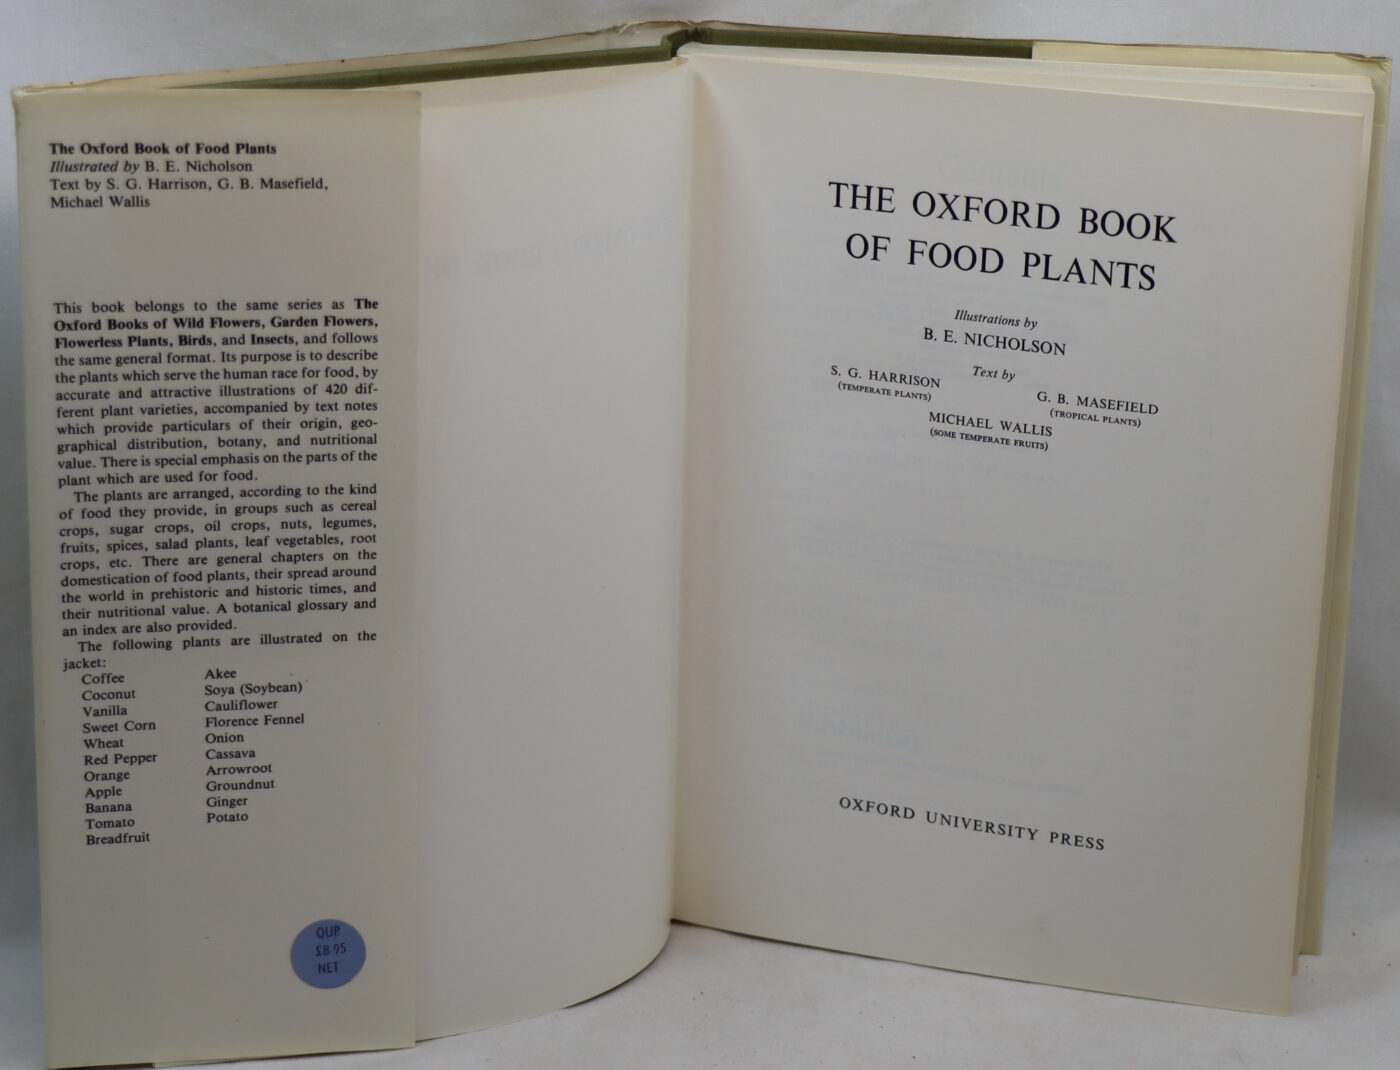 The Oxford Book of Food Plants
Illustrated by B. E. Nicholson
Text by S. G. Harrison, G. B. Masefield,
Michael Wallis
This book belongs to the same series as The
Oxford Books of Wild Flowers, Garden Flowers,
Flowerless Plants, Birds, and Insects, and follows
the same general format. Its purpose is to describe
the plants which serve the human race for food, by
accurate and attractive illustrations of 420 dif-
ferent plant varieties, accompanied by text notes
which provide particulars of their origin, geo-
graphical distribution, botany, and nutritional
value. There is special emphasis on the parts of the
plant which are used for food.
The plants are arranged, according to the kind
of food they provide, in groups such as cereal
crops, sugar crops, oil crops, nuts, legumes,
fruits, spices, salad plants, leaf vegetables, root
crops, etc. There are general chapters on the
domestication of food plants, their spread around
the world in prehistoric and historic times, and
their nutritional value. A botanical glossary and
an index are also provided.
The following plants are illustrated on the
jacket:
Coffee
Coconut
Vanilla
Sweet Corn
Wheat
Red Pepper
Orange
Apple
Banana
Tomato
Breadfruit
Akee
Soya (Soybean)
Cauliflower
Florence Fennel
Onion
Cassava
Arrowroot
Groundnut
Ginger
Potato
OUP
£8·95
NET
THE OXFORD BOOK
OF FOOD PLANTS
Illustrations by
B. E. NICHOLSON
Text by
S. G. HARRISON
(TEMPERATE PLANTS)
G. B. MASEFIELD
(TROPICAL PLANTS)
MICHAEL WALLIS
(SOME TEMPERATE FRUITS)
OXFORD UNIVERSITY PRESS